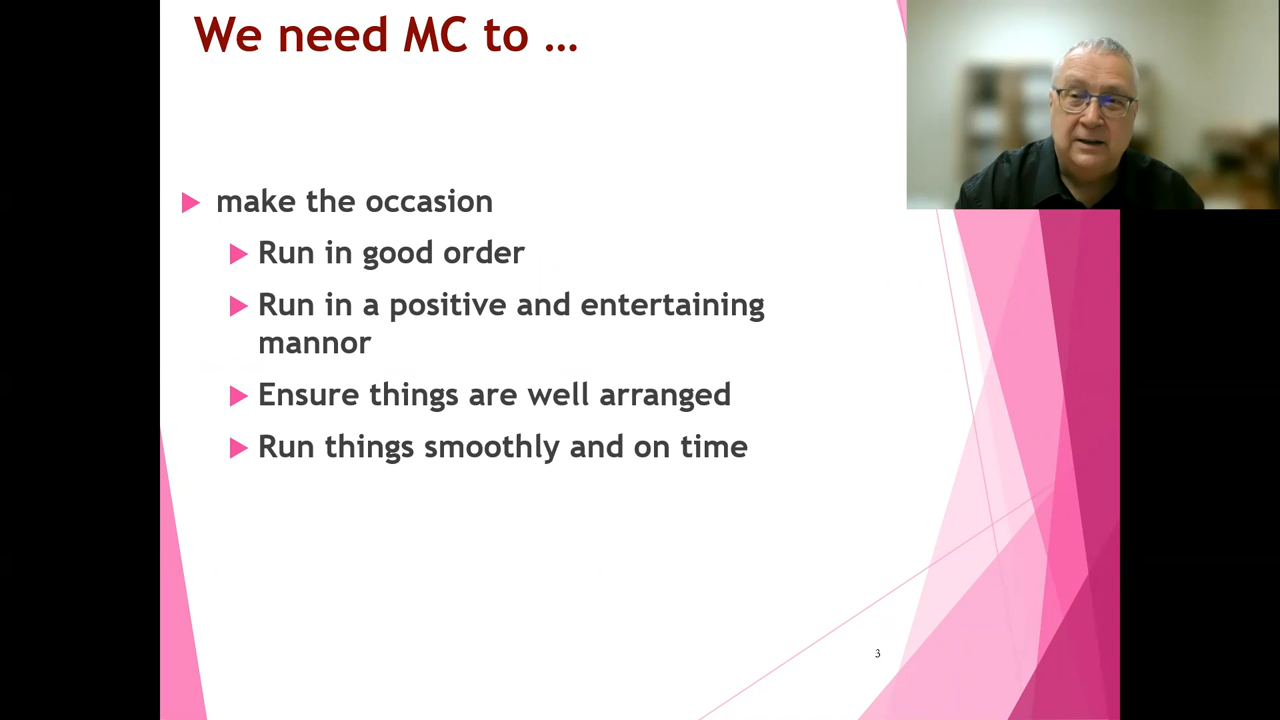 We need MC to …
make the occasion
Run in good order
Run in a positive and entertaining
mannor
Ensure things are well arranged
Run things smoothly and on time
3